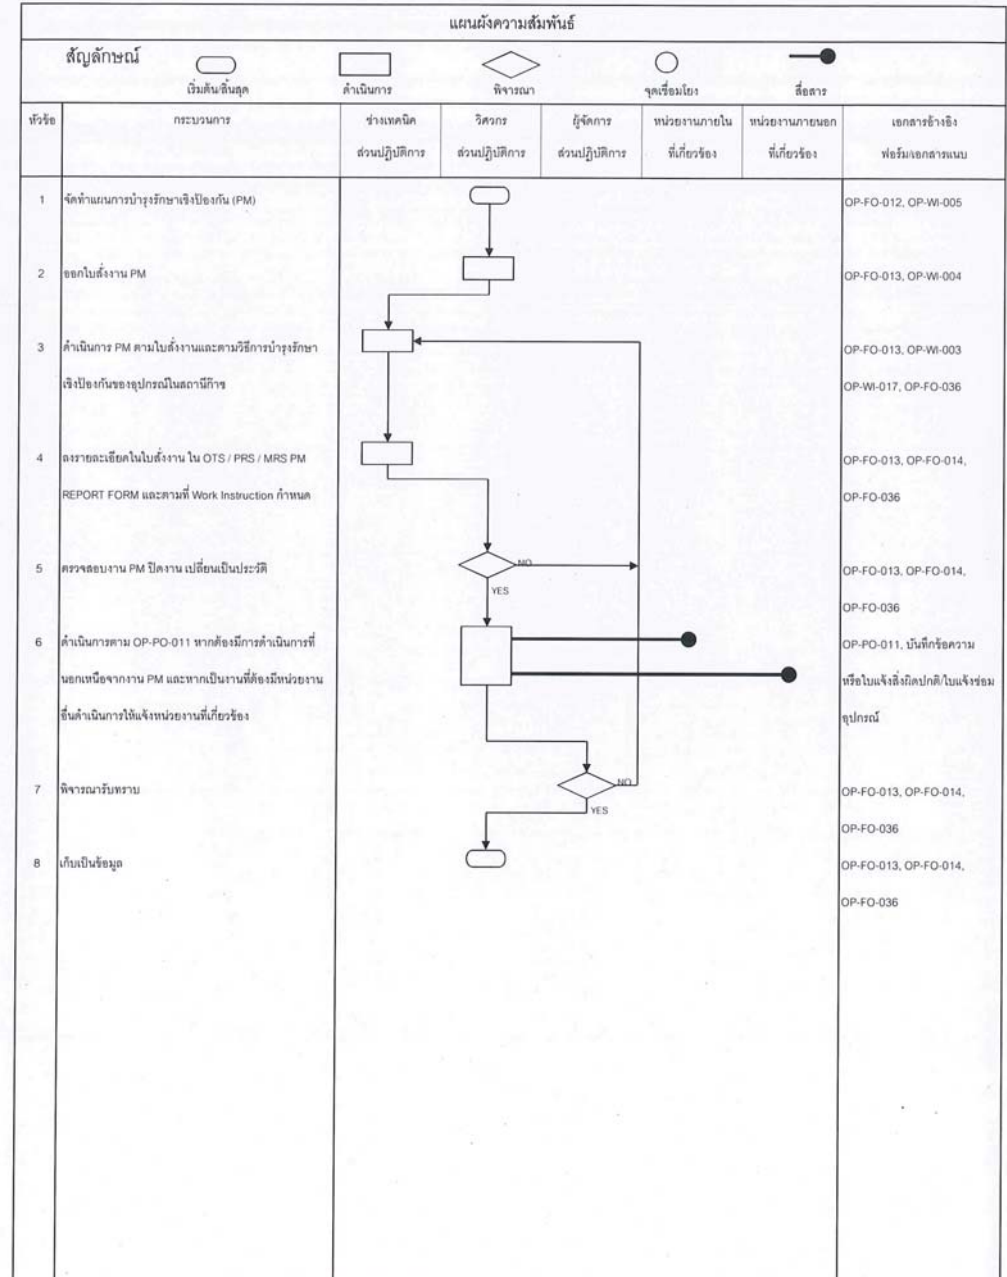 แผนผังความสัมพันธ์
สัญลักษณ์
เริ่มต้น/สิ้นสุด
ดำเนินการ
พิจารณา
จุดเชื่อมโยง
สื่อสาร
หัวข้อ
กระบวนการ
ช่างเทคนิค
ส่วนปฏิบัติการ
วิศวกร
ส่วนปฏิบัติการ
ผู้จัดการ
ส่วนปฏิบัติการ
หน่วยงานภายใน
ที่เกี่ยวข้อง
หน่วยงานภายนอก
ที่เกี่ยวข้อง
เอกสารอ้างอิง
ฟอร์ม/เอกสารแนบ
1 จัดทำแผนการบำรุงรักษาเชิงป้องกัน (PM)
OP-FO-012, OP-WI-005
2 ออกใบสั่งงาน PM
OP-FO-013, OP-WI-004
3 ดำเนินการ PM ตามใบสั่งงานและตามวิธีการบำรุงรักษา
เชิงป้องกันของอุปกรณ์ในสถานีก๊าซ
OP-FO-013, OP-WI-003
OP-WI-017, OP-FO-036
4 ลงรายละเอียดในใบสั่งงาน ใน OTS / PRS / MRS PM
REPORT FORM และตามที่ Work Instruction กำหนด
OP-FO-013, OP-FO-014,
OP-FO-036
5 ตรวจสอบงาน PM ปิดงาน เปลี่ยนเป็นประวัติ
NO
YES
OP-FO-013, OP-FO-014,
OP-FO-036
6 ดำเนินการตาม OP-PO-011 หากต้องมีการดำเนินการที่
นอกเหนือจากงาน PM และหากเป็นงานที่ต้องมีหน่วยงาน
อื่นดำเนินการให้แจ้งหน่วยงานที่เกี่ยวข้อง
OP-PO-011, บันทึกข้อความ
หรือใบแจ้งสิ่งผิดปกติ/ใบแจ้งซ่อม
อุปกรณ์
7 พิจารณารับทราบ
NO
YES
OP-FO-013, OP-FO-014,
OP-FO-036
8 เก็บเป็นข้อมูล
OP-FO-013, OP-FO-014,
OP-FO-036